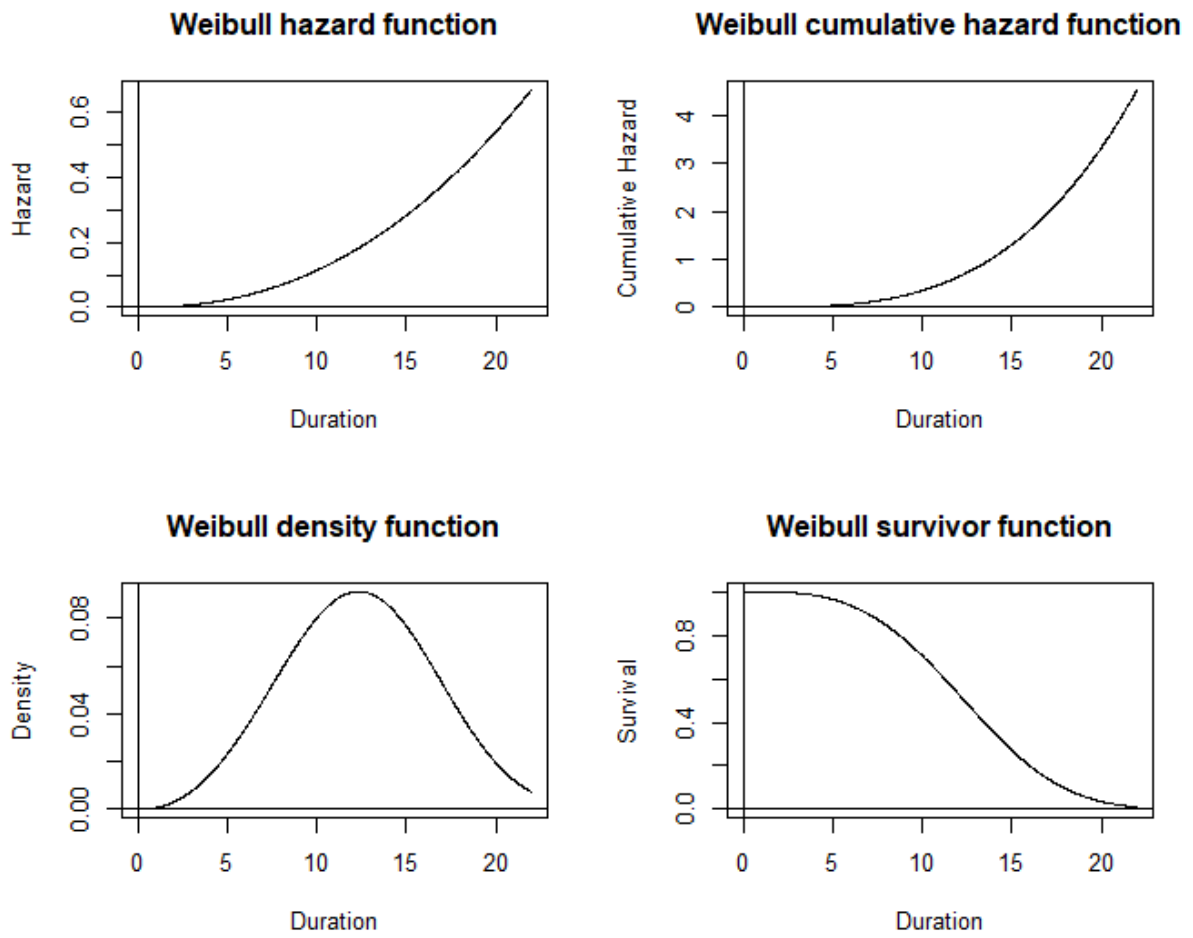 Weibull hazard function
Hazard
0.0 0.2 0.4 0.6
0 5 10 15 20
Duration
Weibull cumulative hazard function
Cumulative Hazard
0 1 2 3 4
0 5 10 15 20
Duration
Weibull density function
Density
0.00 0.04 0.08
0 5 10 15 20
Duration
Weibull survivor function
Survival
0.0 0.4 0.8
0 5 10 15 20
Duration